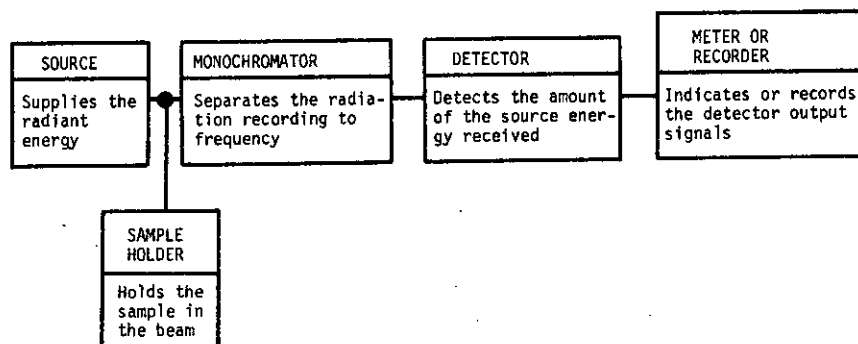 SOURCE
Supplies the
radiant
energy
MONOCHROMATOR
Separates the radia-
tion recording to
frequency
DETECTOR
Detects the amount
of the source ener-
gy received
METER OR
RECORDER
Indicates or records
the detector output
signals
SAMPLE
HOLDER
Holds the
sample in
the beam